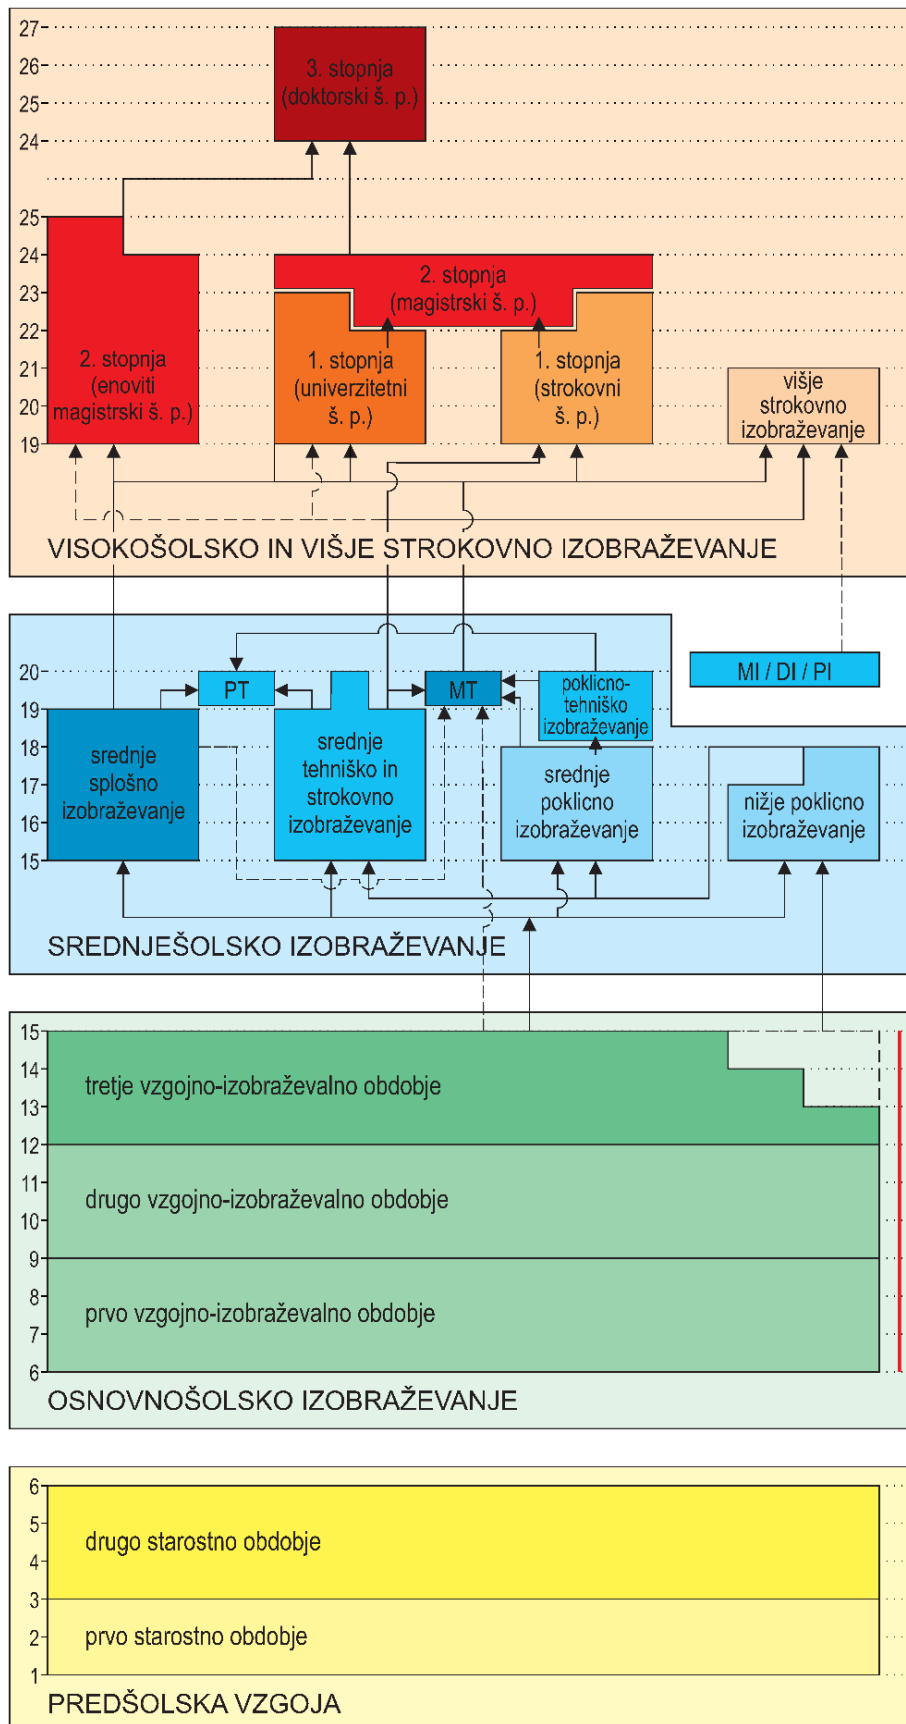 27
26
25
24
3. stopnja
(doktorski š. p.)
25
24
23
22
21
20
19
2. stopnja
(magistrski š. p.)
2. stopnja
(enoviti
magistrski š. p.)
1. stopnja
(univerzitetni
š. p.)
1. stopnja
(strokovni
š. p.)
višje
strokovno
izobraževanje
VISOKOŠOLSKO IN VIŠJE STROKOVNO IZOBRAŽEVANJE
MI / DI / PI
20
19
18
17
16
15
PT
MT
poklicno-
tehniško
izobraževanje
srednje
splošno
izobraževanje
srednje
tehniško in
strokovno
izobraževanje
srednje
poklicno
izobraževanje
nižje poklicno
izobraževanje
SREDNJEŠOLSKO IZOBRAŽEVANJE
15
14
13
12
11
10
9
8
7
6
tretje vzgojno-izobraževalno obdobje
drugo vzgojno-izobraževalno obdobje
prvo vzgojno-izobraževalno obdobje
OSNOVNOŠOLSKO IZOBRAŽEVANJE
6
5
4
3
2
1
drugo starostno obdobje
prvo starostno obdobje
PREDŠOLSKA VZGOJA